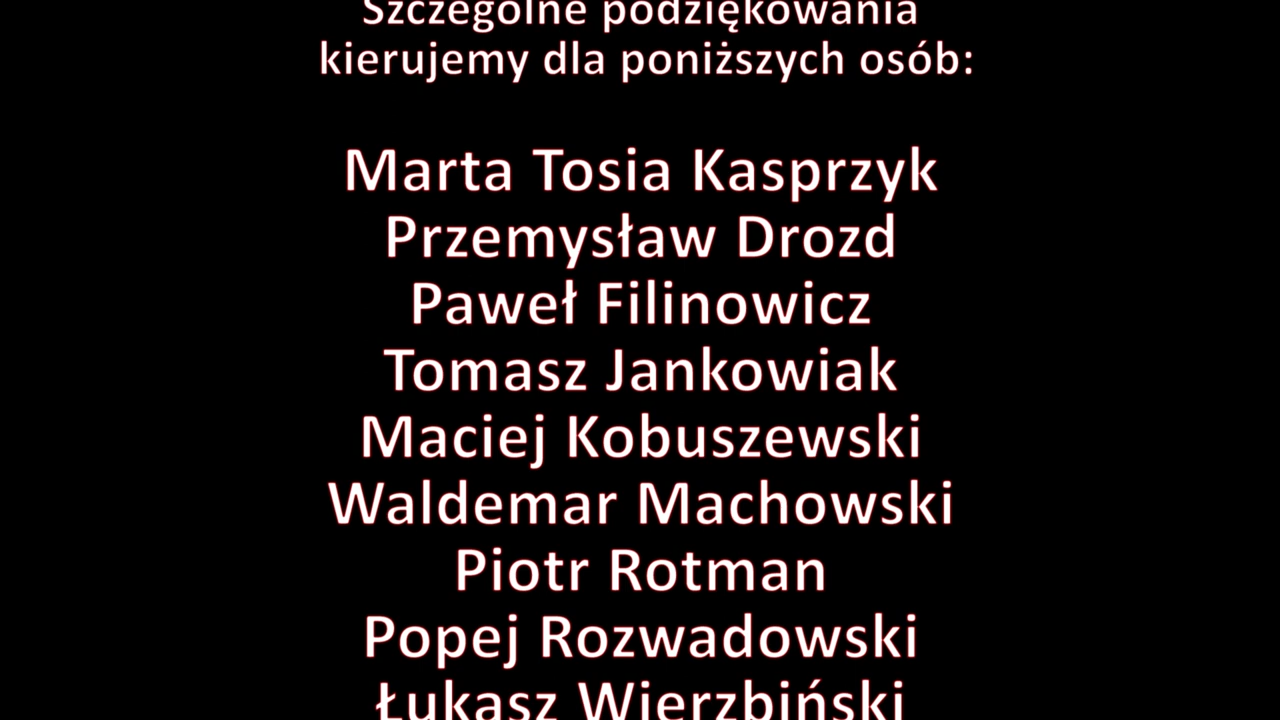 Szczególne podziękowania
kierujemy dla poniższych osób:
Marta Tosia Kasprzyk
Przemysław Drozd
Paweł Filinowicz
Tomasz Jankowiak
Maciej Kobuszewski
Waldemar Machowski
Piotr Rotman
Popej Rozwadowski
Łukasz Wierzbiński